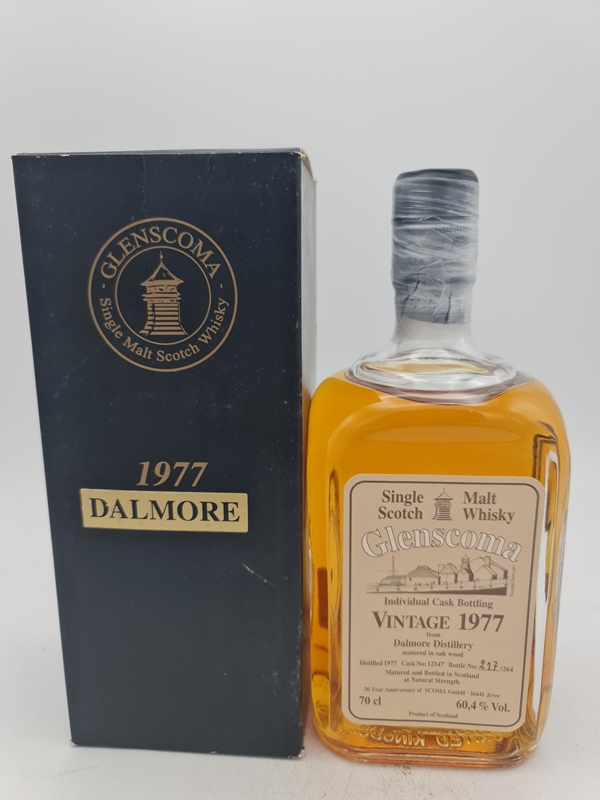 GLENSCOMA
Single Malt Scotch Whisky
1977
DALMORE
Single Malt
Scotch Whisky
Glenscoma
Individual Cask Bottling
VINTAGE 1977
from
Dalmore Distillery
matured in oak wood
Distilled 1977 Cask No: 12147 Bottle No: 217/264
Matured and Bottled in Scotland
at Natural Strength
20 Year Anniversary of SCOMA GmbH - 26441 Jever
70 cl 60,4 % Vol.
Product of Scotland